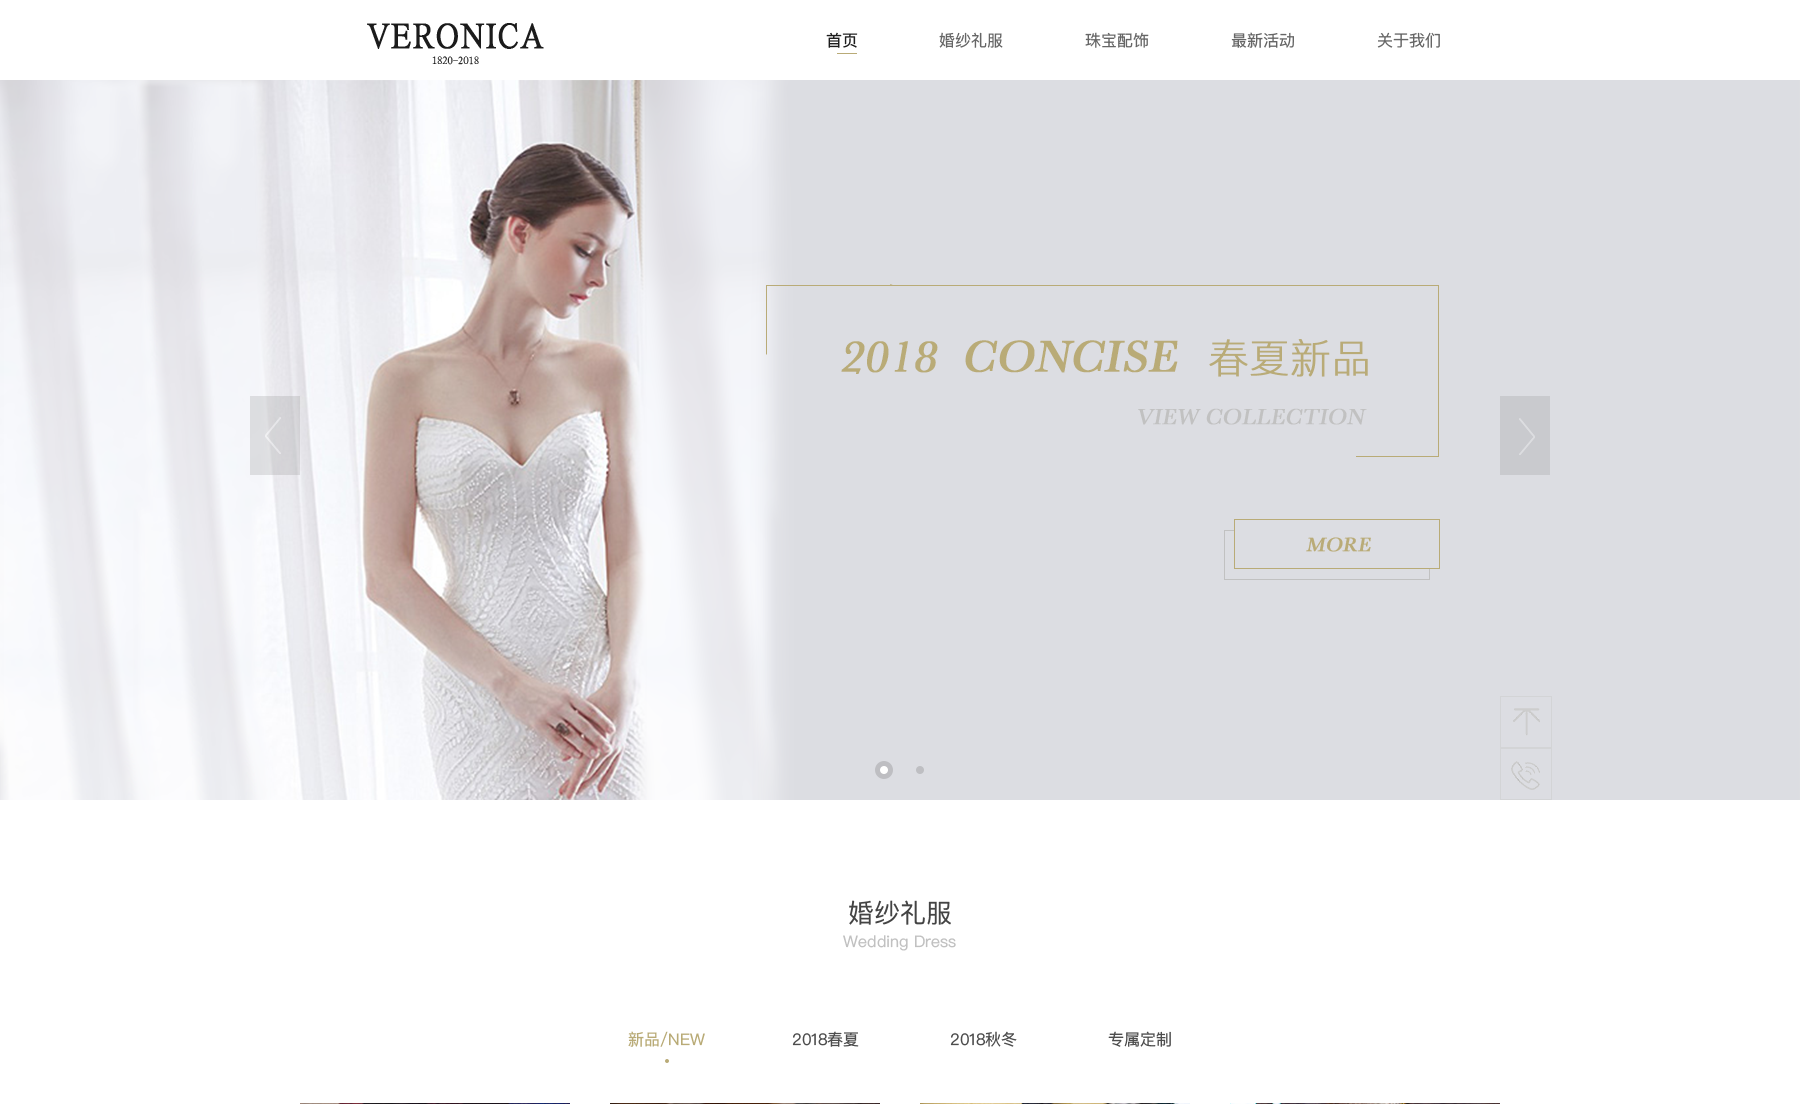 VERONICA
1820-2018
首页 婚纱礼服 珠宝配饰 最新活动 关于我们
2018 CONCISE 春夏新品
VIEW COLLECTION
MORE
婚纱礼服
Wedding Dress
新品/NEW 2018春夏 2018秋冬 专属定制